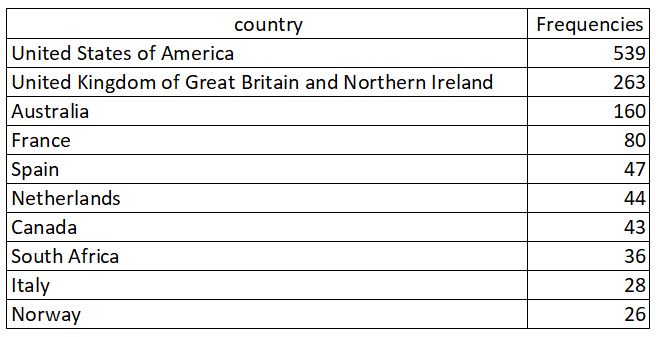 country Frequencies
United States of America 539
United Kingdom of Great Britain and Northern Ireland 263
Australia 160
France 80
Spain 47
Netherlands 44
Canada 43
South Africa 36
Italy 28
Norway 26